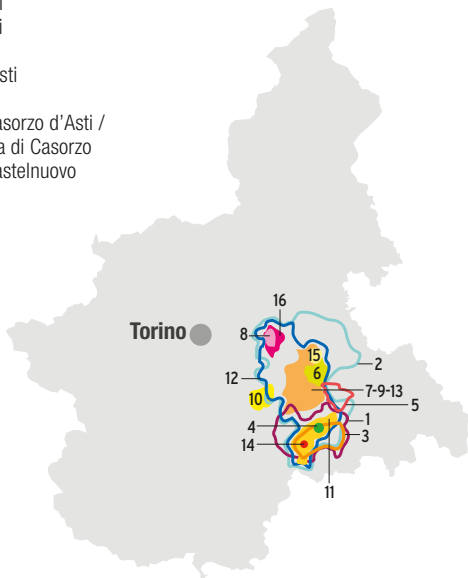 i
i
sti
asorzo d'Asti /
a di Casorzo
astelnuovo
16
Torino
8
15
2
6
12
7-9-13
10
5
1
4
3
14
11